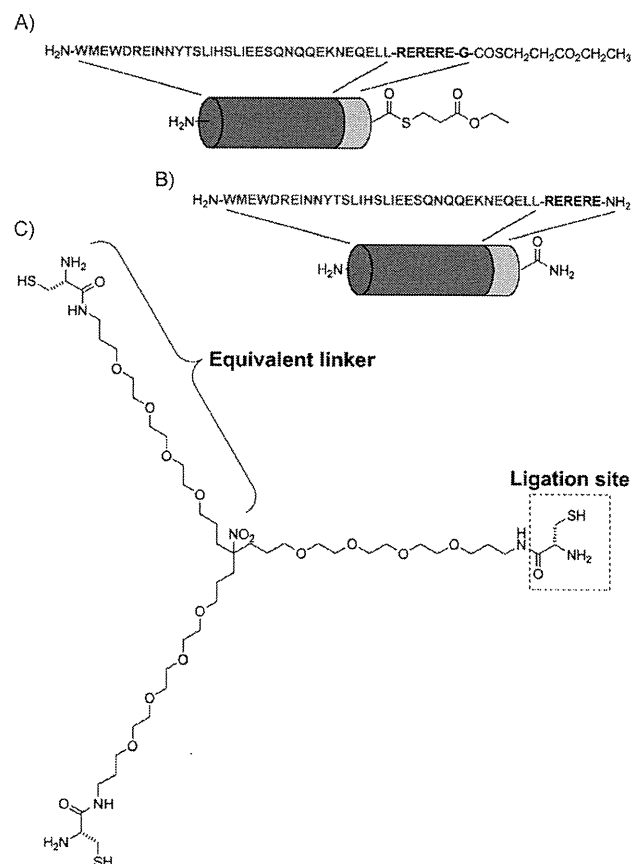 A)
H2N-WMEWDREINNYTSLIHSLIEESQNQQEKNEQELL-RERERE-G-COSCH2CH2CO2CH2CH3
H2N
O
S
O
O
B)
H2N-WMEWDREINNYTSLIHSLIEESQNQQEKNEQELL-RERERE-NH2
H2N
O
NH2
C)
NH2
HS
O
HN
O
O
O
O
Equivalent linker
Ligation site
NO2
O
O
O
O
H
N
O
SH
NH2
O
O
O
O
O
NH
H2N
SH